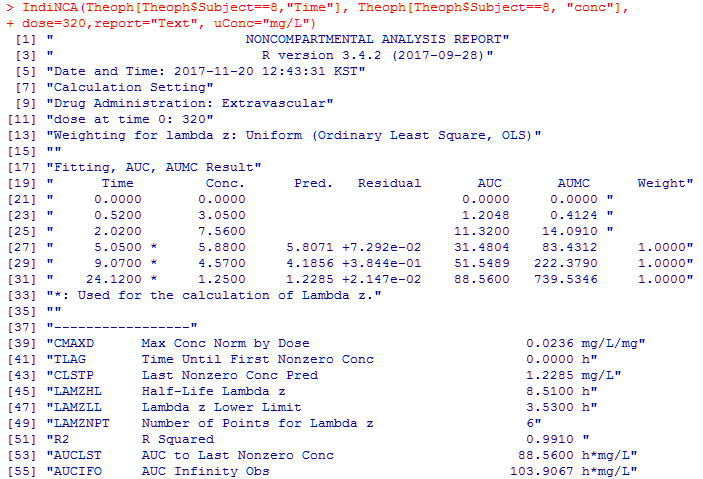 > IndiNCA(Theoph[Theoph$Subject==8,"Time"], Theoph[Theoph$Subject==8, "conc"],
+ dose=320,report="Text", uConc="mg/L")
[1] "                        NONCOMPARTMENTAL ANALYSIS REPORT"
[3] "                          R version 3.4.2 (2017-09-28)"
[5] "Date and Time: 2017-11-20 12:43:31 KST"
[7] "Calculation Setting"
[9] "Drug Administration: Extravascular"
[11] "dose at time 0: 320"
[13] "Weighting for lambda z: Uniform (Ordinary Least Square, OLS)"
[15] ""
[17] "Fitting, AUC, AUMC Result"
[19] "      Time         Conc.      Pred.   Residual       AUC       AUMC      Weight"
[21] "     0.0000       0.0000                           0.0000     0.0000 "
[23] "     0.5200       3.0500                           1.2048     0.4124 "
[25] "     2.0200       7.5600                          11.3200    14.0910 "
[27] "     5.0500 *     5.8800     5.8071 +7.292e-02    31.4804    83.4312      1.0000"
[29] "     9.0700 *     4.5700     4.1856 +3.844e-01    51.5489   222.3790      1.0000"
[31] "    24.1200 *     1.2500     1.2285 +2.147e-02    88.5600   739.5346      1.0000"
[33] "*: Used for the calculation of Lambda z."
[35] ""
[37] "-----------------"
[39] "CMAXD      Max Conc Norm by Dose                    0.0236 mg/L/mg"
[41] "TLAG       Time Until First Nonzero Conc            0.0000 h"
[43] "CLSTP      Last Nonzero Conc Pred                   1.2285 mg/L"
[45] "LAMZHL     Half-Life Lambda z                       8.5100 h"
[47] "LAMZLL     Lambda z Lower Limit                     3.5300 h"
[49] "LAMZNPT    Number of Points for Lambda z            6"
[51] "R2         R Squared                                0.9910 "
[53] "AUCLST     AUC to Last Nonzero Conc                88.5600 h*mg/L"
[55] "AUCIFO     AUC Infinity Obs                       103.9067 h*mg/L"